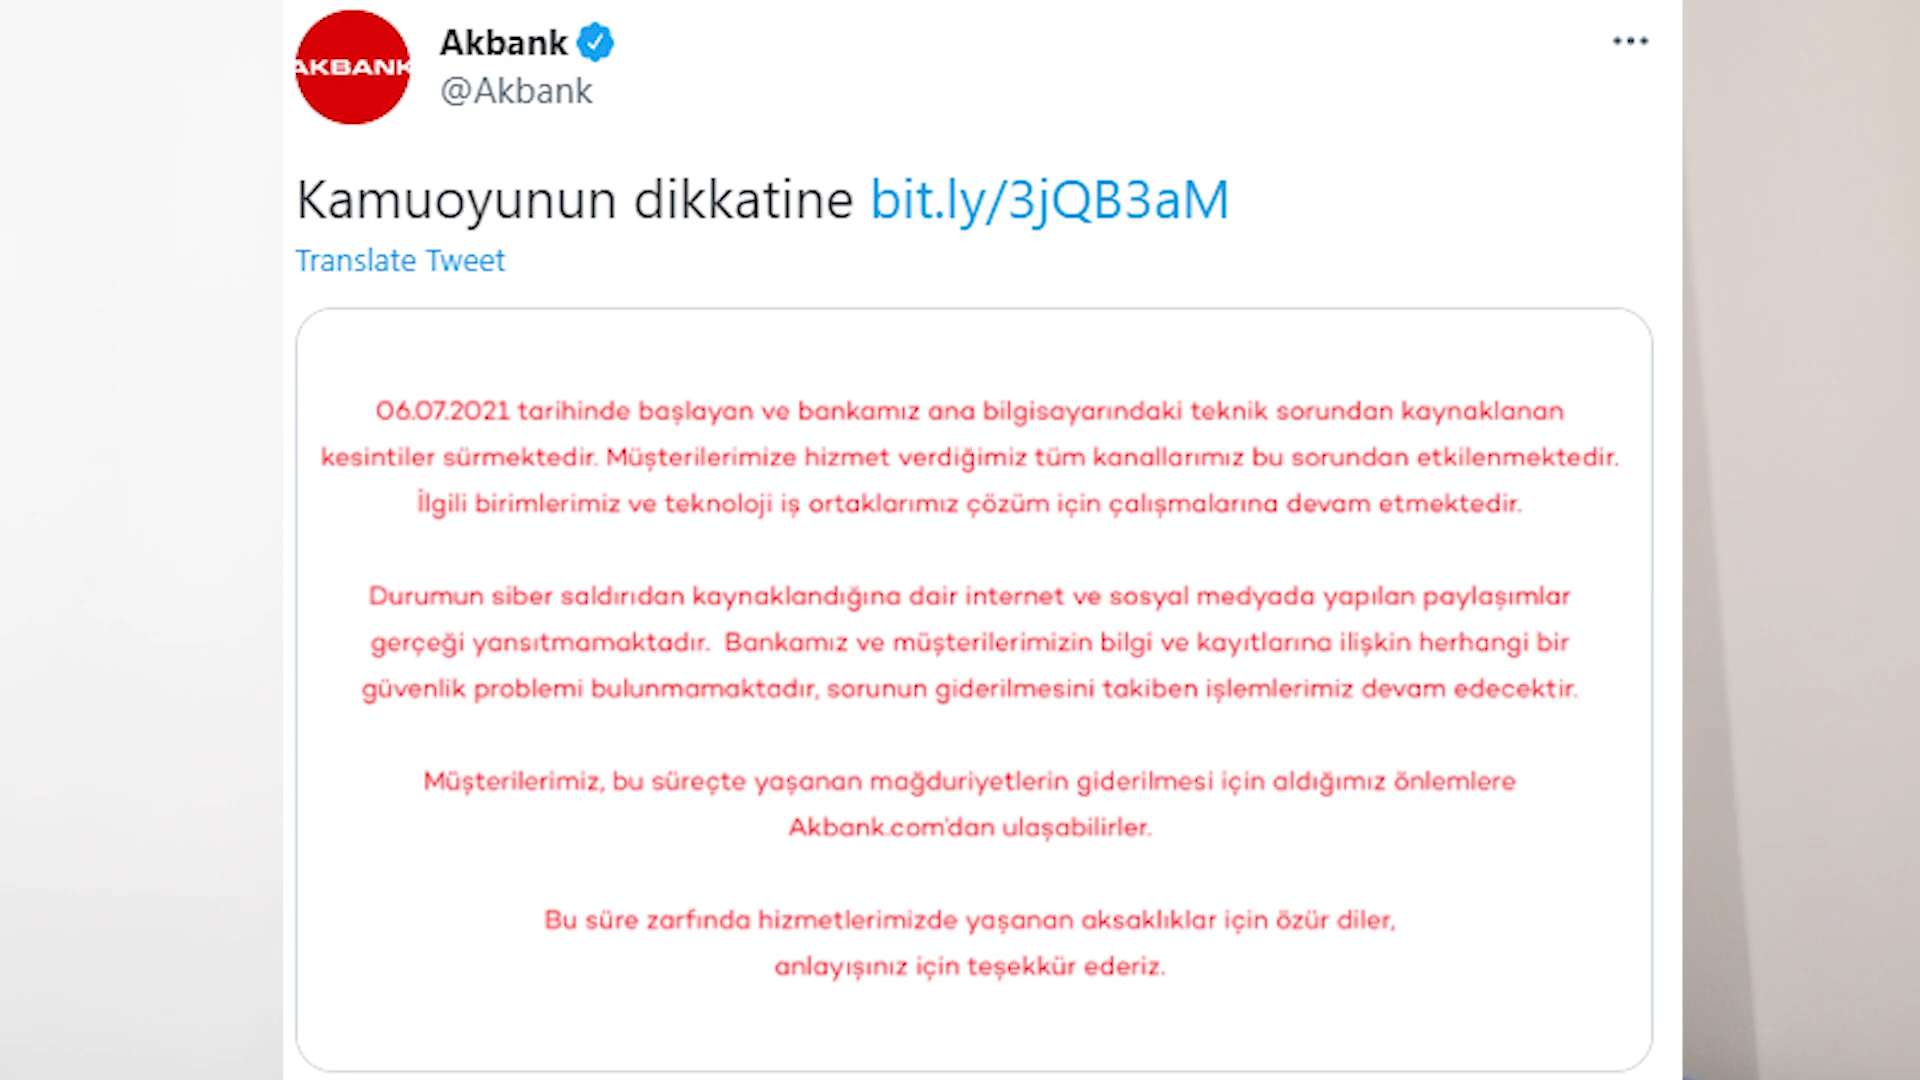 AKBANK
Akbank
@Akbank
Kamuoyunun dikkatine bit.ly/3jQB3aM
Translate Tweet
06.07.2021 tarihinde başlayan ve bankamız ana bilgisayarındaki teknik sorundan kaynaklanan
kesintiler sürmektedir. Müşterilerimize hizmet verdiğimiz tüm kanallarımız bu sorundan etkilenmektedir.
İlgili birimlerimiz ve teknoloji iş ortaklarımız çözüm için çalışmalarına devam etmektedir.
Durumun siber saldırıdan kaynaklandığına dair internet ve sosyal medyada yapılan paylaşımlar
gerçeği yansıtmamaktadır. Bankamız ve müşterilerimizin bilgi ve kayıtlarına ilişkin herhangi bir
güvenlik problemi bulunmamaktadır, sorunun giderilmesini takiben işlemlerimiz devam edecektir.
Müşterilerimiz, bu süreçte yaşanan mağduriyetlerin giderilmesi için aldığımız önlemlere
Akbank.com'dan ulaşabilirler.
Bu süre zarfında hizmetlerimizde yaşanan aksaklıklar için özür diler,
anlayışınız için teşekkür ederiz.